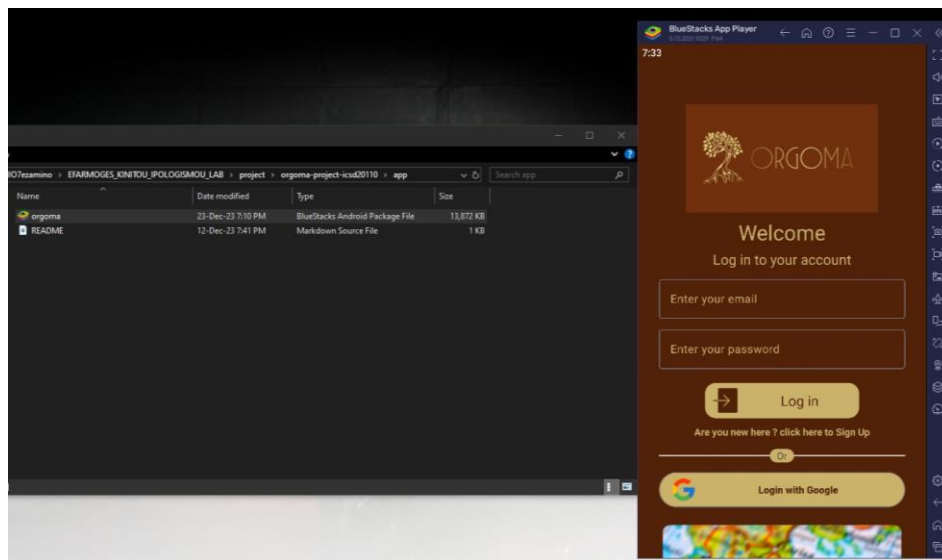 BlueStacks App Player
7:33
EFARMOGES_KINITOU_IPOLOGISMOU_LAB > project > orgoma-project-icsd20110 > app
Search app
Name
Date modified
Type
Size
orgoma
23-Dec-23 7:10 PM
BlueStacks Android Package File
13,872 KB
README
12-Dec-23 7:41 PM
Markdown Source File
1 KB
ORGOMA
Welcome
Log in to your account
Enter your email
Enter your password
Log in
Are you new here ? click here to Sign Up
Or
Login with Google